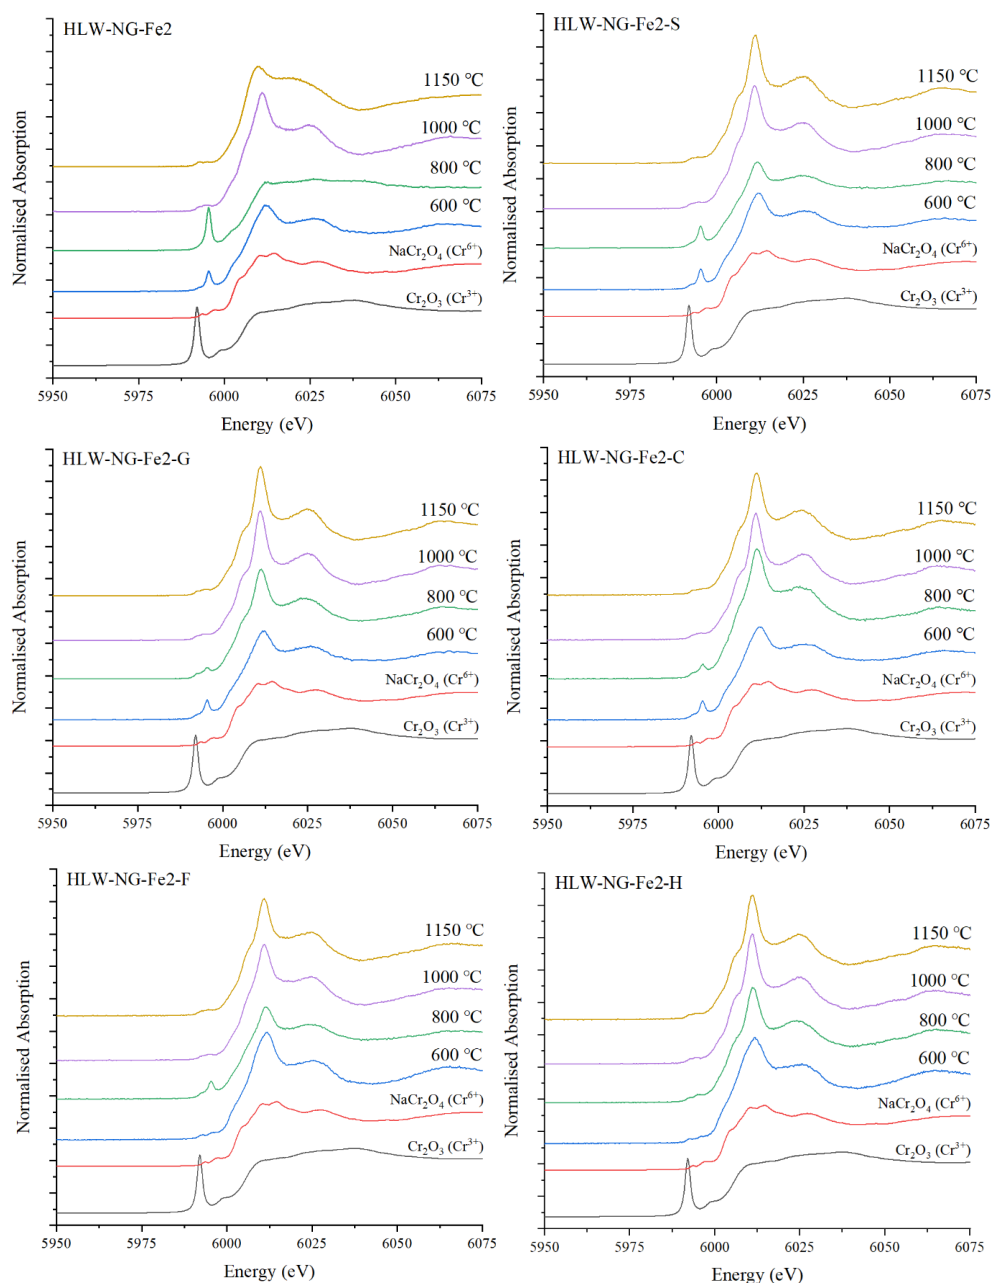 HLW-NG-Fe2
1150 °C
1000 °C
800 °C
600 °C
NaCr₂O₄ (Cr⁶⁺)
Cr₂O₃ (Cr³⁺)
Normalised Absorption
5950 5975 6000 6025 6050 6075
Energy (eV)
HLW-NG-Fe2-S
1150 °C
1000 °C
800 °C
600 °C
NaCr₂O₄ (Cr⁶⁺)
Cr₂O₃ (Cr³⁺)
Normalised Absorption
5950 5975 6000 6025 6050 6075
Energy (eV)
HLW-NG-Fe2-G
1150 °C
1000 °C
800 °C
600 °C
NaCr₂O₄ (Cr⁶⁺)
Cr₂O₃ (Cr³⁺)
Normalised Absorption
5950 5975 6000 6025 6050 6075
Energy (eV)
HLW-NG-Fe2-C
1150 °C
1000 °C
800 °C
600 °C
NaCr₂O₄ (Cr⁶⁺)
Cr₂O₃ (Cr³⁺)
Normalised Absorption
5950 5975 6000 6025 6050 6075
Energy (eV)
HLW-NG-Fe2-F
1150 °C
1000 °C
800 °C
600 °C
NaCr₂O₄ (Cr⁶⁺)
Cr₂O₃ (Cr³⁺)
Normalised Absorption
5950 5975 6000 6025 6050 6075
Energy (eV)
HLW-NG-Fe2-H
1150 °C
1000 °C
800 °C
600 °C
NaCr₂O₄ (Cr⁶⁺)
Cr₂O₃ (Cr³⁺)
Normalised Absorption
5950 5975 6000 6025 6050 6075
Energy (eV)